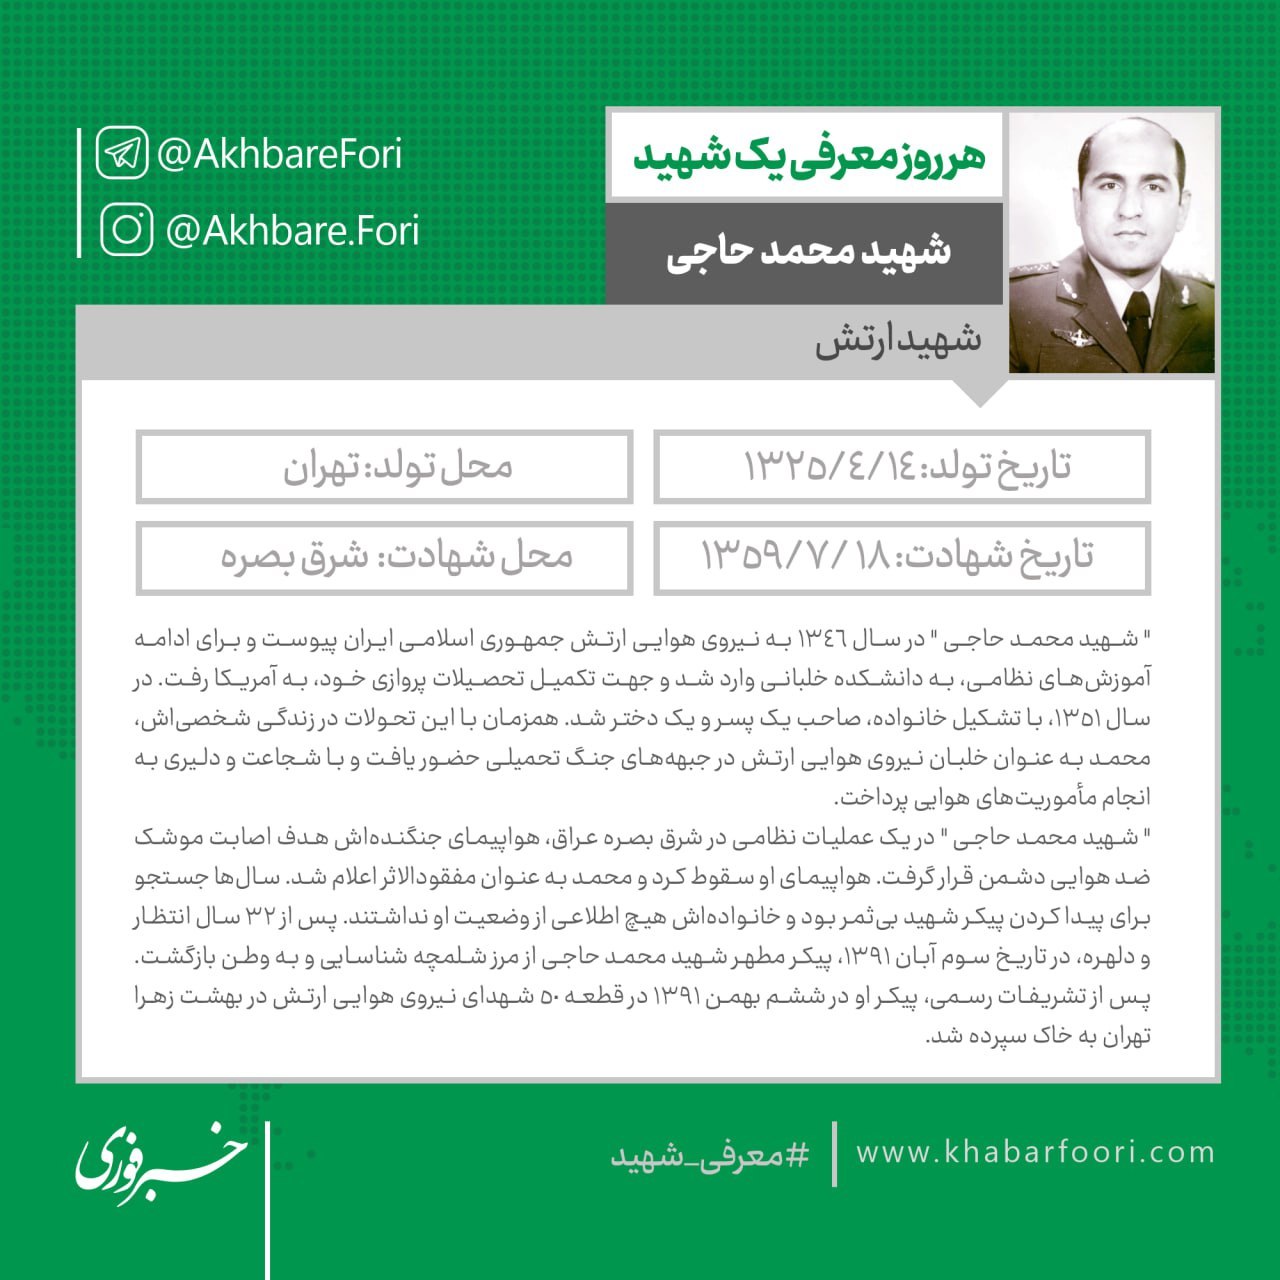 @AkhbareFori
@Akhbare.Fori
هر روز معرفی یک شهید
شهید محمد حاجی
شهید ارتش
تاریخ تولد: ۱۳۲۵/۴/۱۴
محل تولد: تهران
تاریخ شهادت: ۱۳۵۹/۷/۱۸
محل شهادت: شرق بصره
" شهید محمد حاجی " در سال ۱۳۴۶ به نیروی هوایی ارتش جمهوری اسلامی ایران پیوست و برای ادامه
آموزش‌های نظامی، به دانشکده خلبانی وارد شد و جهت تکمیل تحصیلات پروازی خود، به آمریکا رفت. در
سال ۱۳۵۱، با تشکیل خانواده، صاحب یک پسر و یک دختر شد. همزمان با این تحولات در زندگی شخصی‌اش،
محمد به عنوان خلبان نیروی هوایی ارتش در جبهه‌های جنگ تحمیلی حضور یافت و با شجاعت و دلیری به
انجام مأموریت‌های هوایی پرداخت.
" شهید محمد حاجی " در یک عملیات نظامی در شرق بصره عراق، هواپیمای جنگنده‌اش هدف اصابت موشک
ضد هوایی دشمن قرار گرفت. هواپیمای او سقوط کرد و محمد به عنوان مفقودالاثر اعلام شد. سال‌ها جستجو
برای پیدا کردن پیکر شهید بی‌ثمر بود و خانواده‌اش هیچ اطلاعی از وضعیت او نداشتند. پس از ۳۲ سال انتظار
و دلهره، در تاریخ سوم آبان ۱۳۹۱، پیکر مطهر شهید محمد حاجی از مرز شلمچه شناسایی و به وطن بازگشت.
پس از تشریفات رسمی، پیکر او در ششم بهمن ۱۳۹۱ در قطعه ۵۰ شهدای نیروی هوایی ارتش در بهشت زهرا
تهران به خاک سپرده شد.
www.khabarfoori.com
#معرفی_شهید
خبر فوری